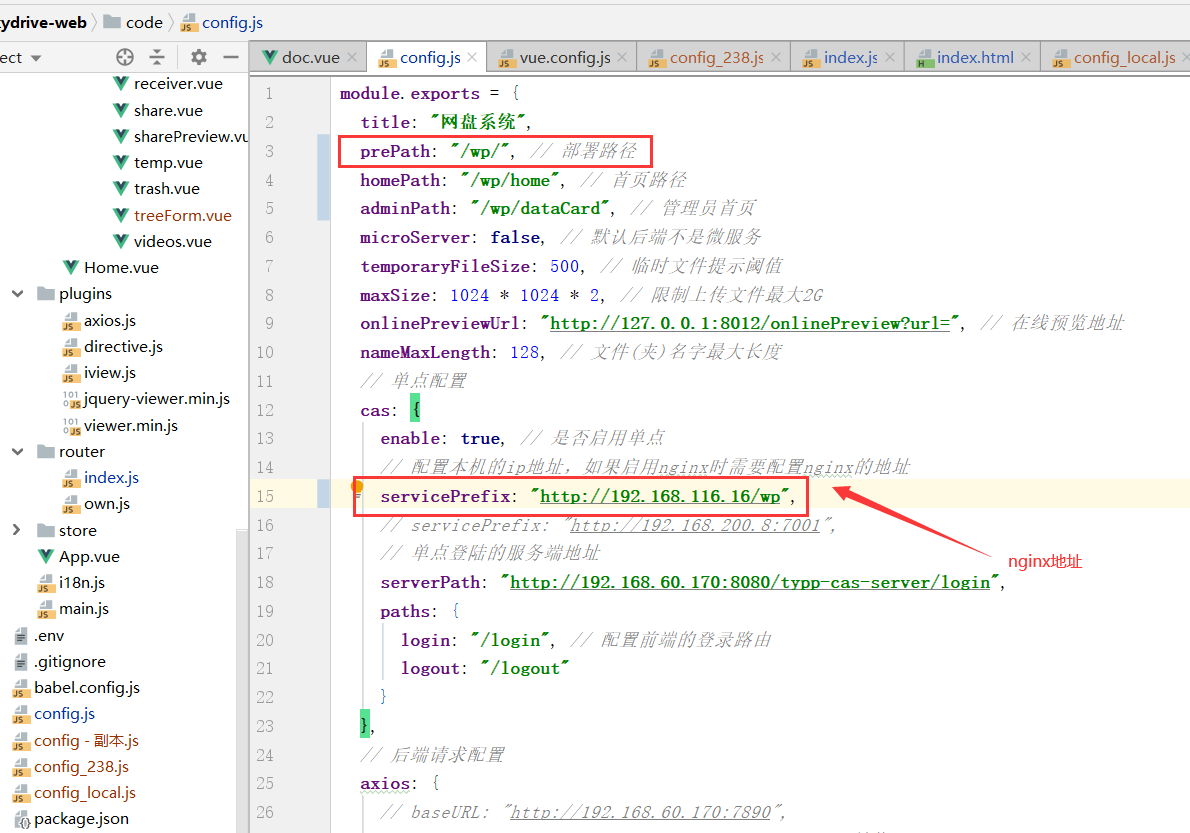 ydrive-web 〉 code 〉 config.js
ect
doc.vue
config.js
vue.config.js
config_238.js
index.js
index.html
config_local.js
receiver.vue
share.vue
sharePreview.vu
temp.vue
trash.vue
treeForm.vue
videos.vue
Home.vue
plugins
axios.js
directive.js
iview.js
jquery-viewer.min.js
viewer.min.js
router
index.js
own.js
store
App.vue
i18n.js
main.js
.env
.gitignore
babel.config.js
config.js
config - 副本.js
config_238.js
config_local.js
package.json
1 module.exports = {
2 title: "网盘系统",
3 prePath: "/wp/", // 部署路径
4 homePath: "/wp/home", // 首页路径
5 adminPath: "/wp/dataCard", // 管理员首页
6 microServer: false, // 默认后端不是微服务
7 temporaryFileSize: 500, // 临时文件提示阈值
8 maxSize: 1024 * 1024 * 2, // 限制上传文件最大2G
9 onlinePreviewUrl: "http://127.0.0.1:8012/onlinePreview?url=", // 在线预览地址
10 nameMaxLength: 128, // 文件(夹)名字最大长度
11 // 单点配置
12 cas: {
13 enable: true, // 是否启用单点
14 // 配置本机的ip地址，如果启用nginx时需要配置nginx的地址
15 servicePrefix: "http://192.168.116.16/wp",
16 // servicePrefix: "http://192.168.200.8:7001",
17 // 单点登陆的服务端地址
nginx地址
18 serverPath: "http://192.168.60.170:8080/typp-cas-server/login",
19 paths: {
20 login: "/login", // 配置前端的登录路由
21 logout: "/logout"
22 }
23 },
24 // 后端请求配置
25 axios: {
26 // baseURL: "http://192.168.60.170:7890",